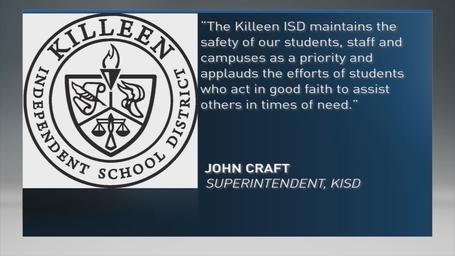 KILLEEN
INDEPENDENT SCHOOL DISTRICT
"The Killeen ISD maintains the
safety of our students, staff and
campuses as a priority and
applauds the efforts of students
who act in good faith to assist
others in times of need."
JOHN CRAFT
SUPERINTENDENT, KISD